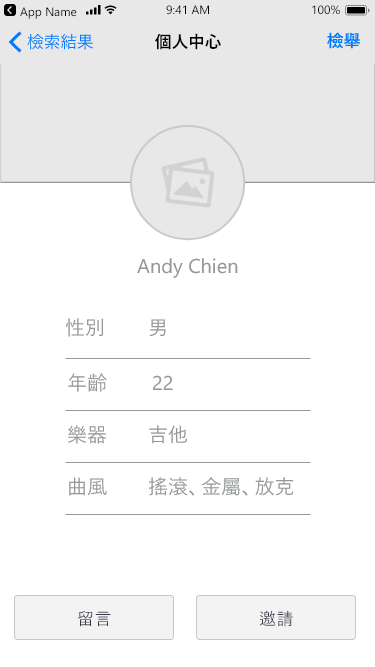 App Name 9:41 AM 100%
檢索結果 個人中心 檢舉
Andy Chien
性別 男
年齡 22
樂器 吉他
曲風 搖滾、金屬、放克
留言 邀請